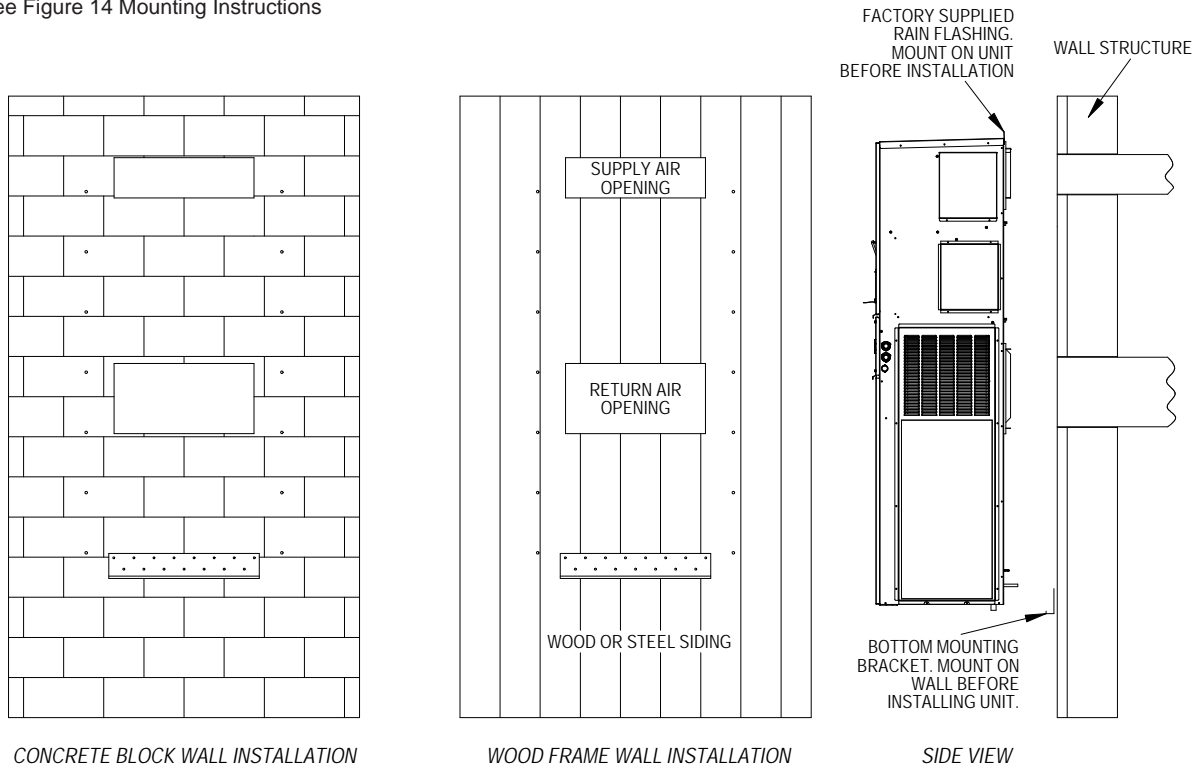 ee Figure 14 Mounting Instructions
FACTORY SUPPLIED
RAIN FLASHING.
MOUNT ON UNIT
BEFORE INSTALLATION
WALL STRUCTURE
SUPPLY AIR
OPENING
RETURN AIR
OPENING
WOOD OR STEEL SIDING
BOTTOM MOUNTING
BRACKET. MOUNT ON
WALL BEFORE
INSTALLING UNIT.
CONCRETE BLOCK WALL INSTALLATION
WOOD FRAME WALL INSTALLATION
SIDE VIEW